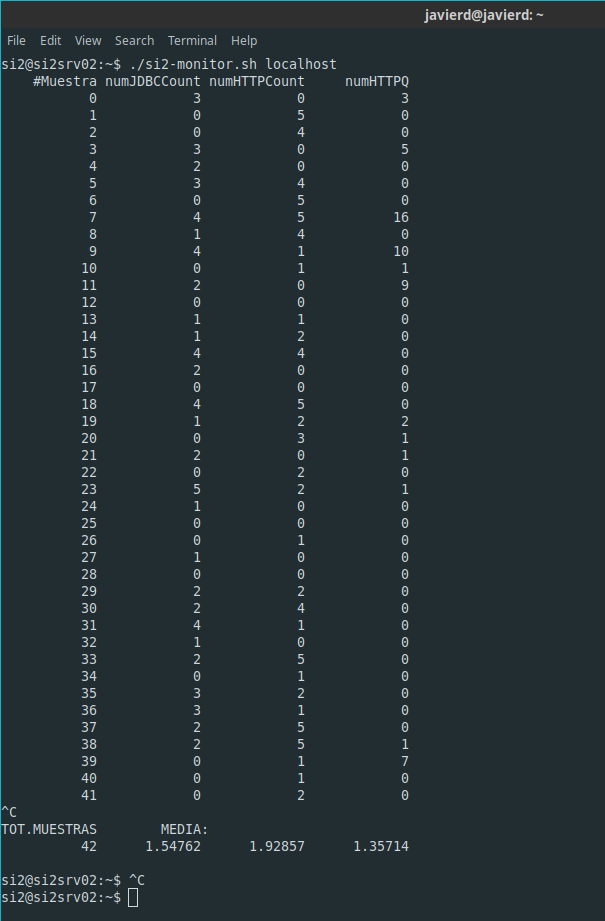 javierd@javierd: ~
File Edit View Search Terminal Help
si2@si2srv02:~$ ./si2-monitor.sh localhost
#Muestra numJDBCCount numHTTPCount numHTTPQ
0 3 0 3
1 0 5 0
2 0 4 0
3 3 0 5
4 2 0 0
5 3 4 0
6 0 5 0
7 4 5 16
8 1 4 0
9 4 1 10
10 0 1 1
11 2 0 9
12 0 0 0
13 1 1 0
14 1 2 0
15 4 4 0
16 2 0 0
17 0 0 0
18 4 5 0
19 1 2 2
20 0 3 1
21 2 0 1
22 0 2 0
23 5 2 1
24 1 0 0
25 0 0 0
26 0 1 0
27 1 0 0
28 0 0 0
29 2 2 0
30 2 4 0
31 4 1 0
32 1 0 0
33 2 5 0
34 0 1 0
35 3 2 0
36 3 1 0
37 2 5 0
38 2 5 1
39 0 1 7
40 0 1 0
41 0 2 0
^C
TOT.MUESTRAS MEDIA:
42 1.54762 1.92857 1.35714
si2@si2srv02:~$ ^C
si2@si2srv02:~$